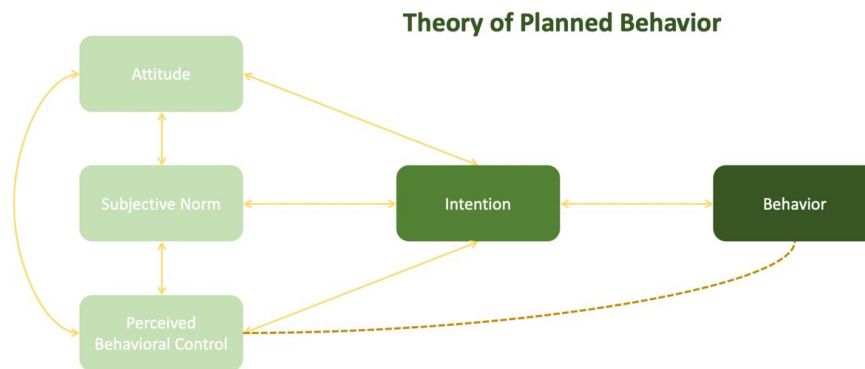 Theory of Planned Behavior
Attitude
Subjective Norm
Intention
Behavior
Perceived
Behavioral Control